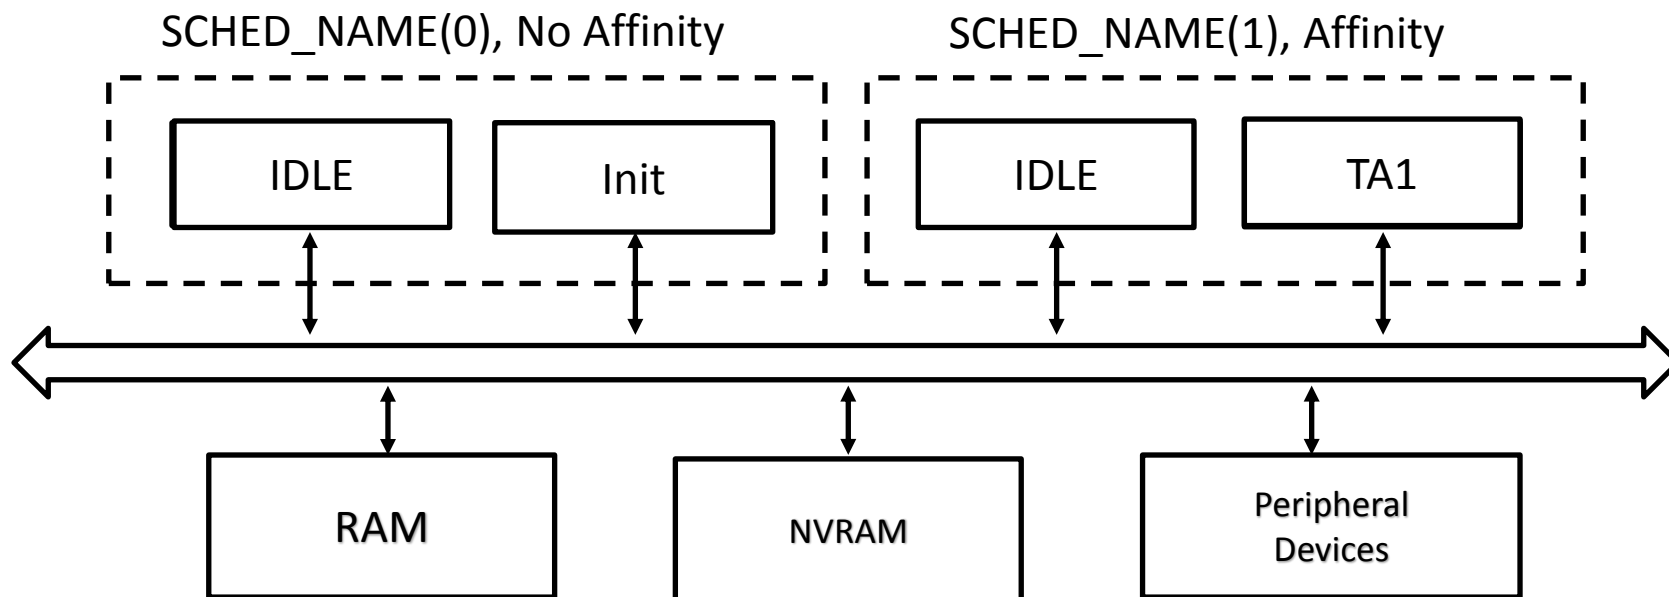 SCHED_NAME(0), No Affinity
SCHED_NAME(1), Affinity
IDLE
Init
IDLE
TA1
RAM
NVRAM
Peripheral
Devices